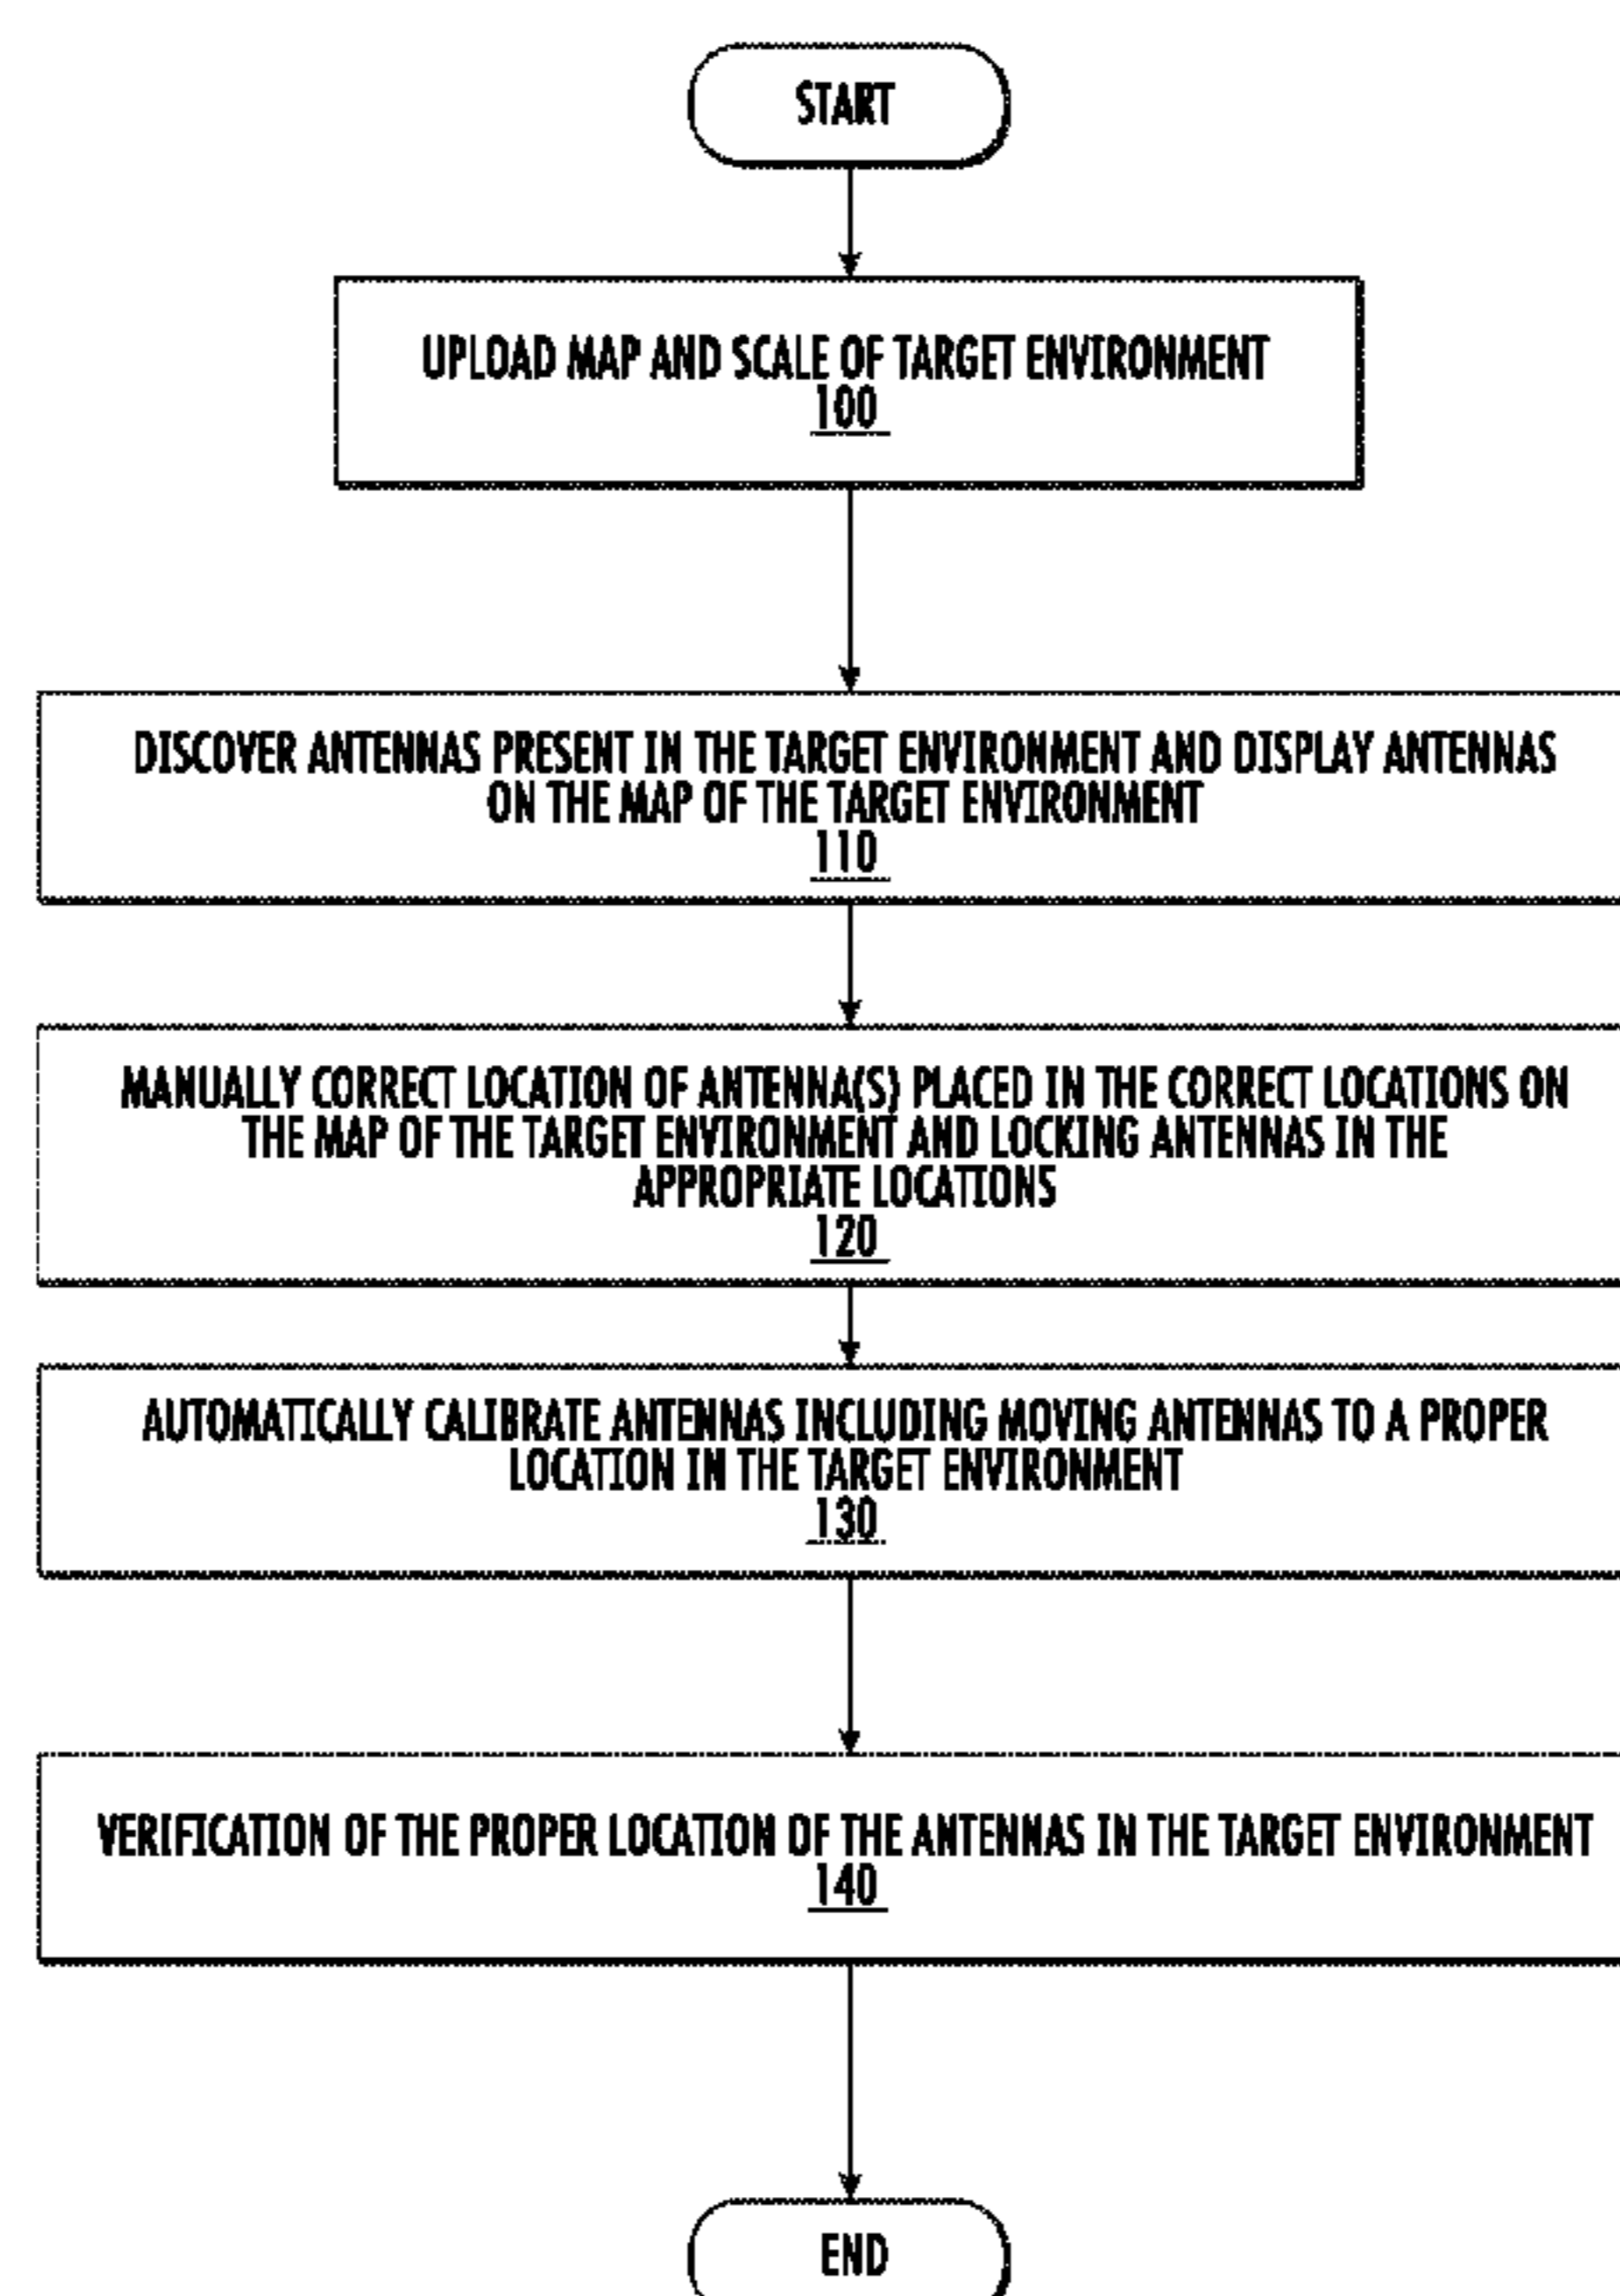 START
UPLOAD MAP AND SCALE OF TARGET ENVIRONMENT
100
DISCOVER ANTENNAS PRESENT IN THE TARGET ENVIRONMENT AND DISPLAY ANTENNAS
ON THE MAP OF THE TARGET ENVIRONMENT
110
MANUALLY CORRECT LOCATION OF ANTENNA(S) PLACED IN THE CORRECT LOCATIONS ON
THE MAP OF THE TARGET ENVIRONMENT AND LOCKING ANTENNAS IN THE
APPROPRIATE LOCATIONS
120
AUTOMATICALLY CALIBRATE ANTENNAS INCLUDING MOVING ANTENNAS TO A PROPER
LOCATION IN THE TARGET ENVIRONMENT
130
VERIFICATION OF THE PROPER LOCATION OF THE ANTENNAS IN THE TARGET ENVIRONMENT
140
END